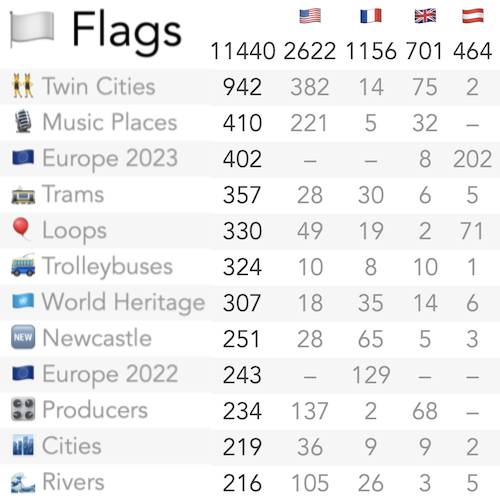 Flags
11440 2622 1156 701 464
Twin Cities 942 382 14 75 2
Music Places 410 221 5 32 –
Europe 2023 402 – – 8 202
Trams 357 28 30 6 5
Loops 330 49 19 2 71
Trolleybuses 324 10 8 10 1
World Heritage 307 18 35 14 6
NEW Newcastle 251 28 65 5 3
Europe 2022 243 – 129 – –
Producers 234 137 2 68 –
Cities 219 36 9 9 2
Rivers 216 105 26 3 5